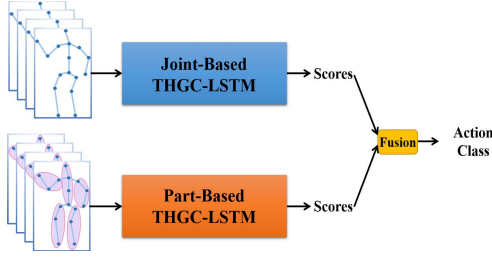 Joint-Based
THGC-LSTM
Scores
Part-Based
THGC-LSTM
Scores
Fusion
Action
Class